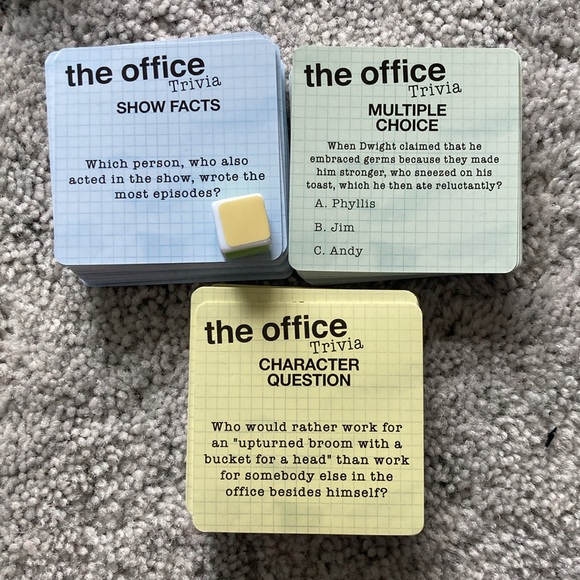 the office
Trivia
SHOW FACTS
Which person, who also
acted in the show, wrote the
most episodes?
the office
Trivia
MULTIPLE
CHOICE
When Dwight claimed that he
embraced germs because they made
him stronger, who sneezed on his
toast, which he then ate reluctantly?
A. Phyllis
B. Jim
C. Andy
the office
Trivia
CHARACTER
QUESTION
Who would rather work for
an "upturned broom with a
bucket for a head" than work
for somebody else in the
office besides himself?